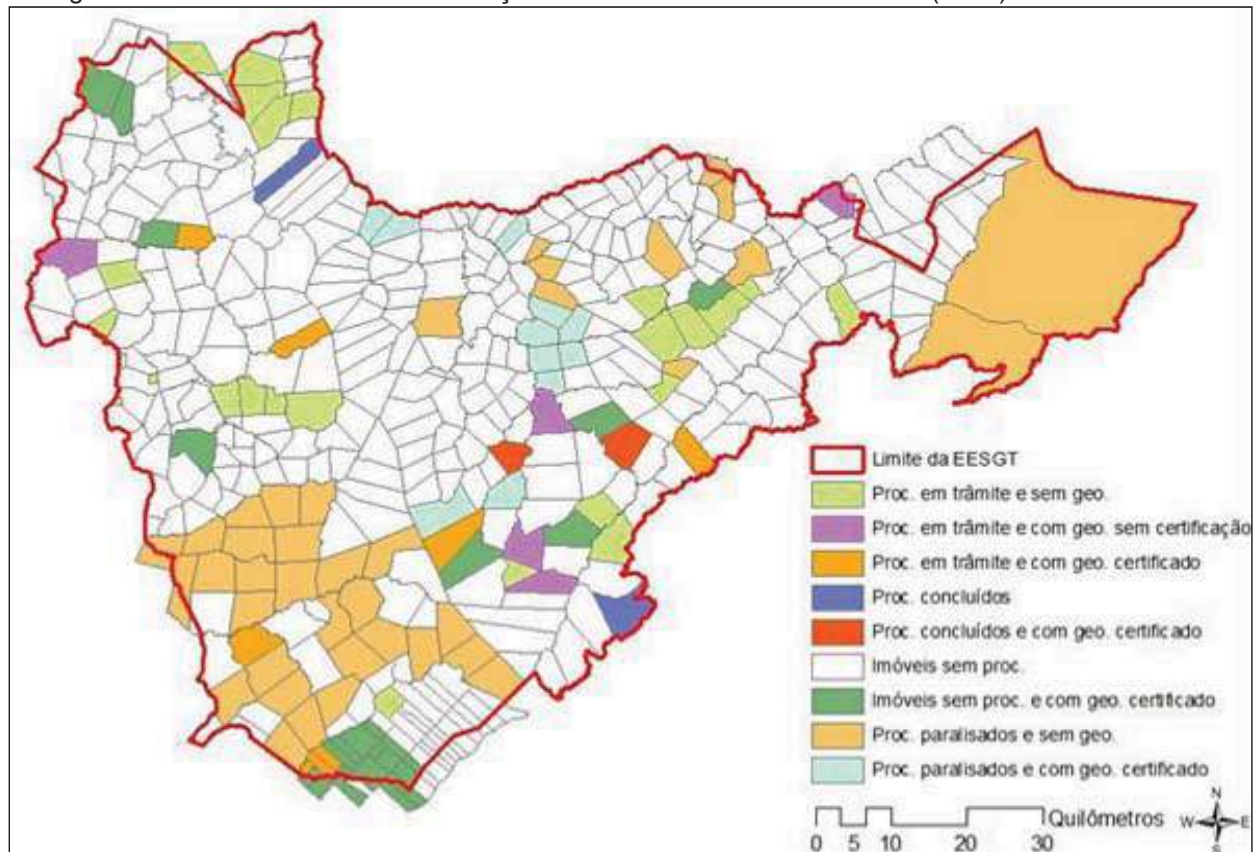 Limite da EESGT
Proc. em trâmite e sem geo.
Proc. em trâmite e com geo. sem certificação
Proc. em trâmite e com geo. certificado
Proc. concluídos
Proc. concluídos e com geo. certificado
Imóveis sem proc.
Imóveis sem proc. e com geo. certificado
Proc. paralisados e sem geo.
Proc. paralisados e com geo. certificado
Quilômetros
0 5 10 20 30
N
W E
S